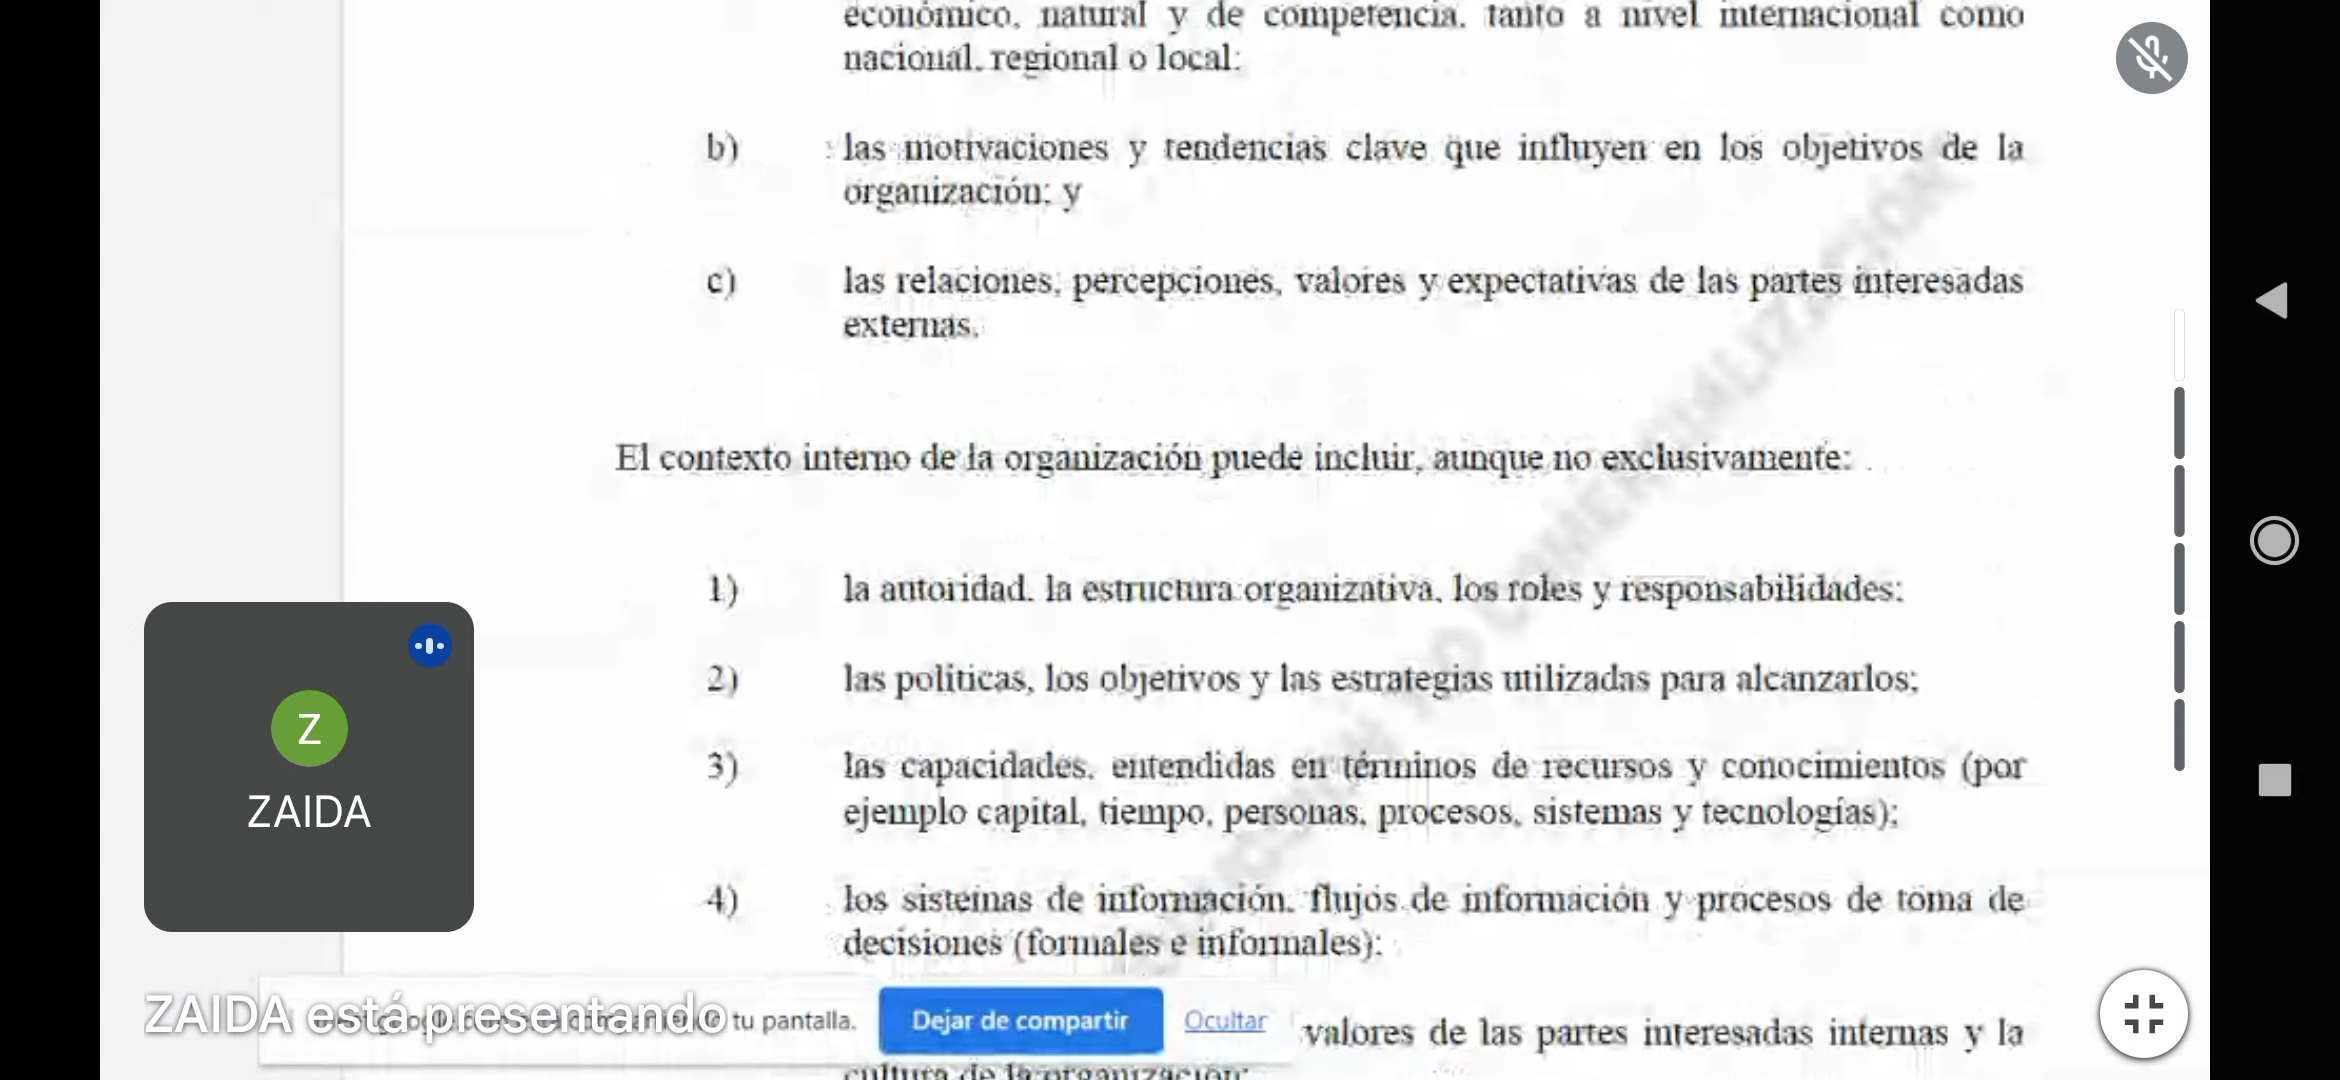 económico, natural y de competencia, tanto a nivel internacional como
nacional, regional o local;
b) las motivaciones y tendencias clave que influyen en los objetivos de la
organización; y
c) las relaciones, percepciones, valores y expectativas de las partes interesadas
externas.
El contexto interno de la organización puede incluir, aunque no exclusivamente:
1) la autoridad, la estructura organizativa, los roles y responsabilidades;
2) las políticas, los objetivos y las estrategias utilizadas para alcanzarlos;
3) las capacidades, entendidas en términos de recursos y conocimientos (por
ejemplo capital, tiempo, personas, procesos, sistemas y tecnologías);
4) los sistemas de información, flujos de información y procesos de toma de
decisiones (formales e informales);
valores de las partes interesadas internas y la
cultura de la organización;
Z
ZAIDA
ZAIDA está presentando
tu pantalla.
Dejar de compartir
Ocultar
COMERCIALIZACIÓN